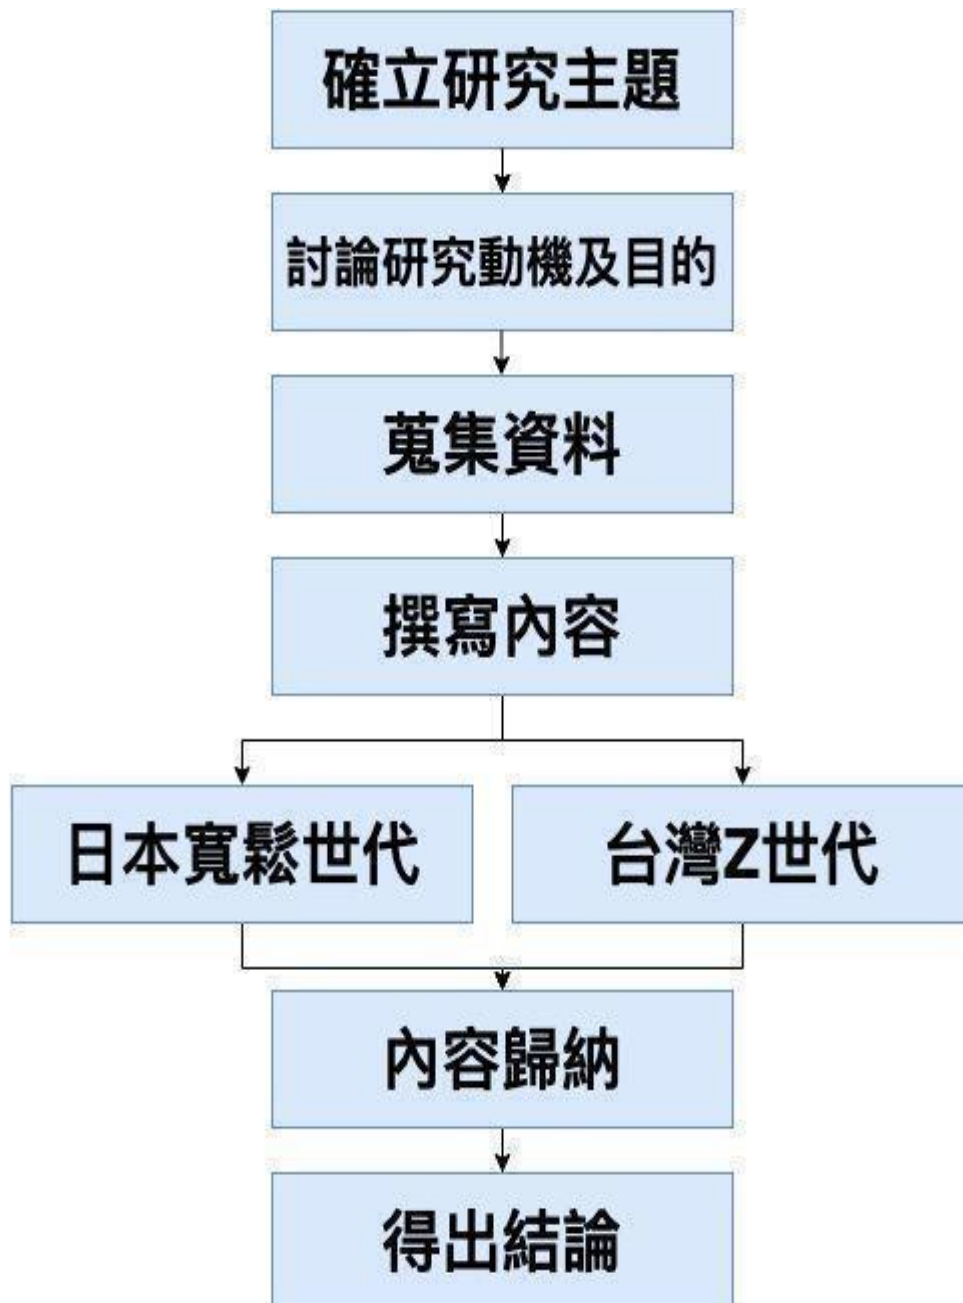 確立研究主題
討論研究動機及目的
蒐集資料
撰寫內容
日本寬鬆世代
台灣Z世代
內容歸納
得出結論